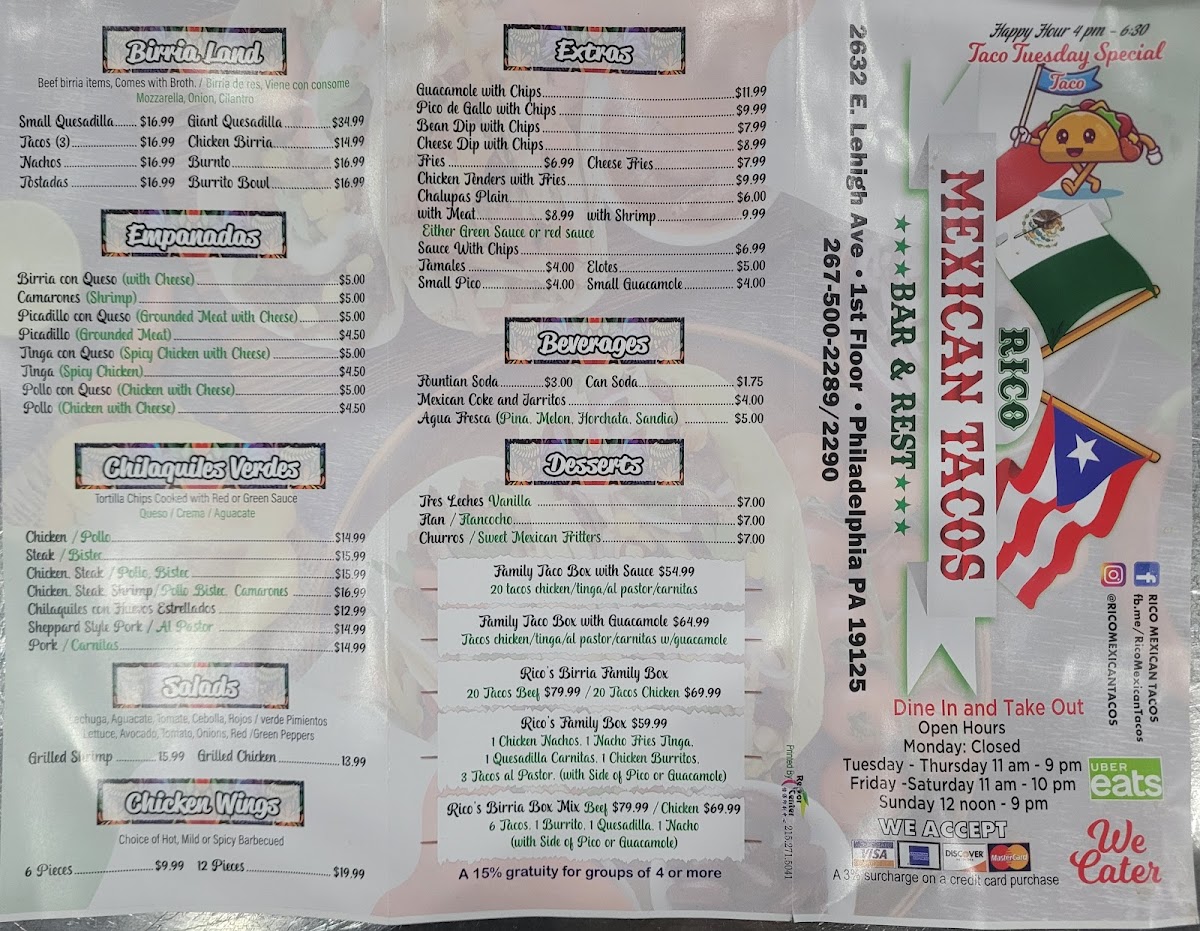 Birria Land
Beef birria items, Comes with Broth. / Birria de res, Viene con consome
Mozzarella, Onion, Cilantro
Small Quesadilla $16.99 Giant Quesadilla $34.99
Tacos (3) $16.99 Chicken Birria $14.99
Nachos $16.99 Burrito $16.99
Tostadas $16.99 Burrito Bowl $16.99
Empanadas
Birria con Queso (with Cheese) $5.00
Camarones (Shrimp) $5.00
Picadillo con Queso (Grounded Meat with Cheese) $5.00
Picadillo (Grounded Meat) $4.50
Tinga con Queso (Spicy Chicken with Cheese) $5.00
Tinga (Spicy Chicken) $4.50
Pollo con Queso (Chicken with Cheese) $5.00
Pollo (Chicken with Cheese) $4.50
Chilaquiles Verdes
Tortilla Chips Cooked with Red or Green Sauce
Queso / Crema / Aguacate
Chicken / Pollo $14.99
Steak / Bistec $15.99
Chicken, Steak / Pollo, Bistec $15.99
Chicken, Steak, Shrimp/ Pollo Bistec, Camarones $16.99
Chilaquiles con Huevos Estrellados $12.99
Sheppard Style Pork / Al Pastor $14.99
Pork / Carnitas $14.99
Salads
Lechuga, Aguacate, Tomate, Cebolla, Rojos / verde Pimientos
Lettuce, Avocado, Tomato, Onions, Red /Green Peppers
Grilled Shrimp 15.99 Grilled Chicken 13.99
Chicken Wings
Choice of Hot, Mild or Spicy Barbecued
6 Pieces $9.99 12 Pieces $19.99
Extras
Guacamole with Chips $11.99
Pico de Gallo with Chips $9.99
Bean Dip with Chips $7.99
Cheese Dip with Chips $8.99
Fries $6.99 Cheese Fries $7.99
Chicken Tenders with Fries $9.99
Chalupas Plain $6.00
with Meat $8.99 with Shrimp 9.99
Either Green Sauce or red sauce
Sauce With Chips $6.99
Tamales $4.00 Elotes $5.00
Small Pico $4.00 Small Guacamole $4.00
Beverages
Fountian Soda $3.00 Can Soda $1.75
Mexican Coke and Jarritos $4.00
Agua Fresca (Pina, Melon, Horchata, Sandia) $5.00
Desserts
Tres Leches Vanilla $7.00
Flan / Flancocho $7.00
Churros / Sweet Mexican Fritters $7.00
Family Taco Box with Sauce $54.99
20 tacos chicken/tinga/al pastor/carnitas
Family Taco Box with Guacamole $64.99
Tacos chicken/tinga/al pastor/carnitas w/guacamole
Rico's Birria Family Box
20 Tacos Beef $79.99 / 20 Tacos Chicken $69.99
Rico's Family Box $59.99
1 Chicken Nachos, 1 Nacho Fries Tinga,
1 Quesadilla Carnitas, 1 Chicken Burritos,
3 Tacos al Pastor, (with Side of Pico or Guacamole)
Rico's Birria Box Mix Beef $79.99 / Chicken $69.99
6 Tacos, 1 Burrito, 1 Quesadilla, 1 Nacho
(with Side of Pico or Guacamole)
A 15% gratuity for groups of 4 or more
Printed By
215.271.5041
2632 E. Lehigh Ave • 1st Floor • Philadelphia PA 19125
267-500-2289/2290
Happy Hour 4 pm - 6:30
Taco Tuesday Special
Taco
RICO
MEXICAN TACOS
BAR & REST
RICO MEXICAN TACOS
fb.me/RicoMexicanTacos
@RICOMEXICANTACOS
Dine In and Take Out
Open Hours
Monday: Closed
Tuesday - Thursday 11 am - 9 pm
Friday -Saturday 11 am - 10 pm
Sunday 12 noon - 9 pm
UBER
eats
WE ACCEPT
VISA
DISCOVER
MasterCard
A 3% surcharge on a credit card purchase
We
Cater